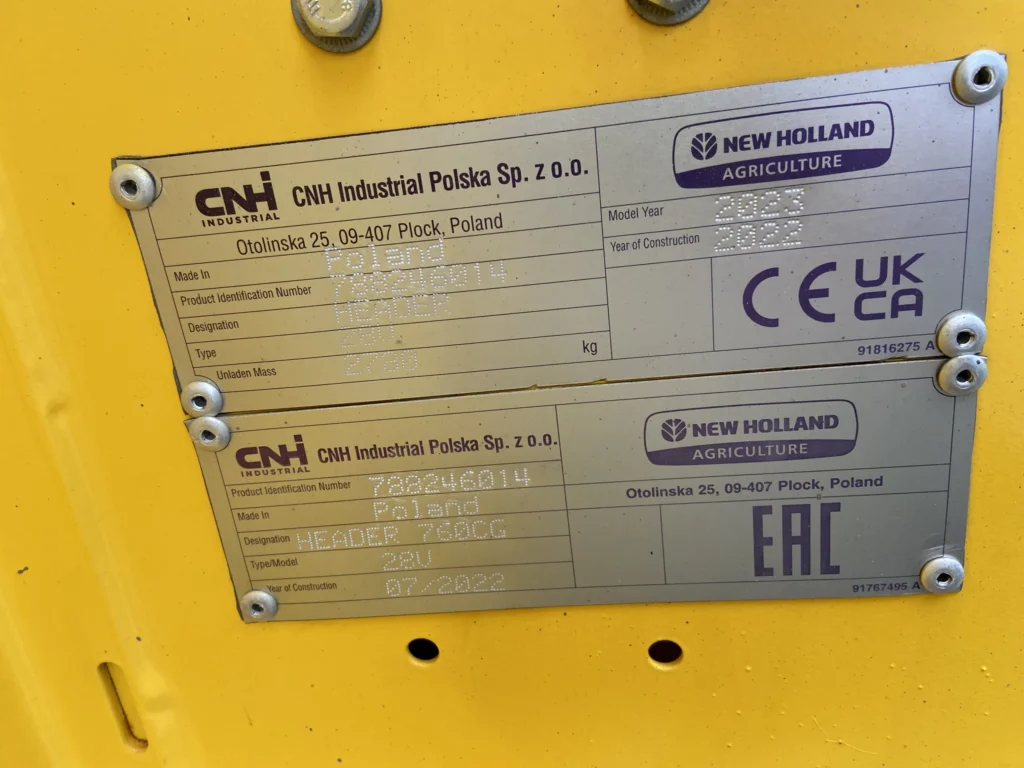 CNH INDUSTRIAL CNH Industrial Polska Sp. z o.o.
Otolinska 25, 09-407 Plock, Poland
Made In Poland
Product Identification Number 788246014
Designation HEADER
Type 28V
Unladen Mass 2780 kg
NEW HOLLAND
AGRICULTURE
Model Year 2023
Year of Construction 2022
CE UK
CA
91816275 A
CNH INDUSTRIAL CNH Industrial Polska Sp. z o.o.
Product Identification Number 788246014
Made In Poland
Designation HEADER 760CG
Type/Model 28V
Year of Construction 07/2022
NEW HOLLAND
AGRICULTURE
Otolinska 25, 09-407 Plock, Poland
EAC
91767495 A